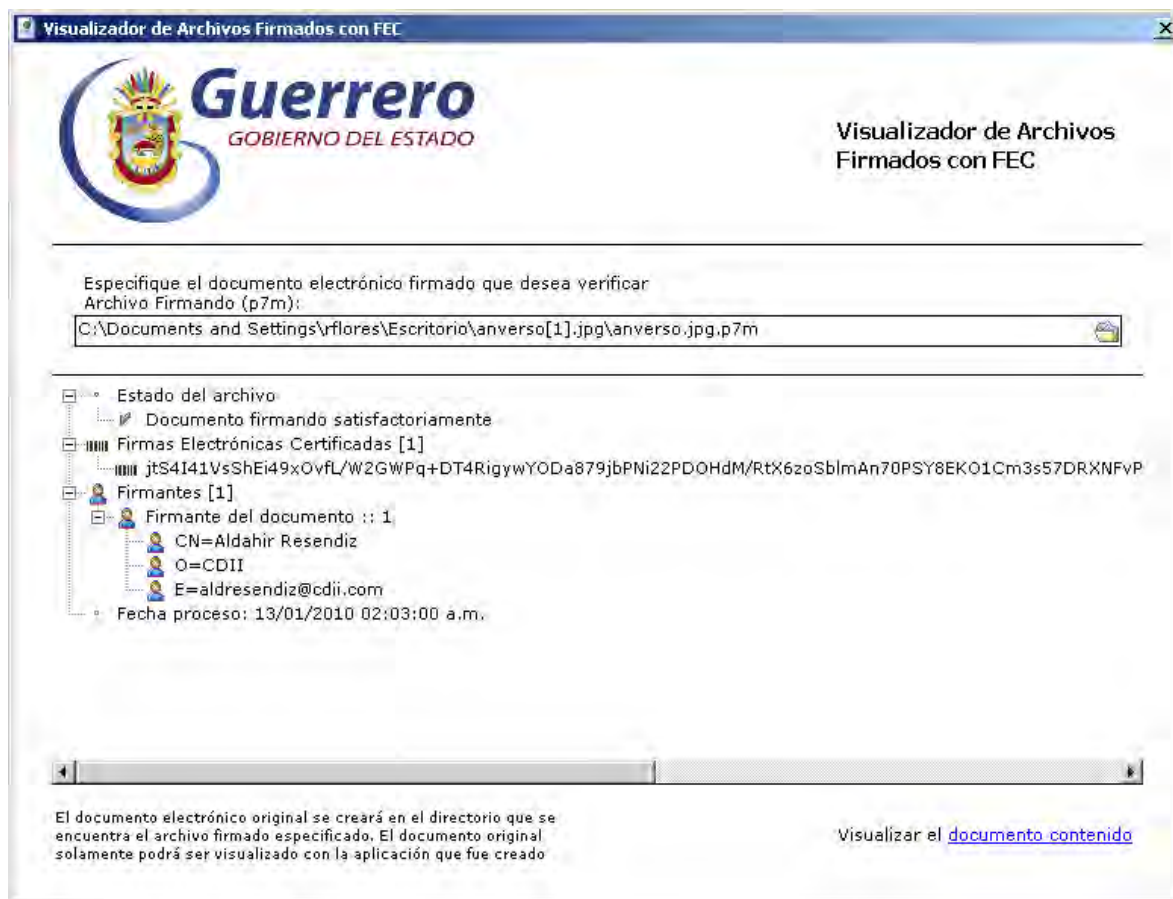 Visualizador de Archivos Firmados con FEC
Guerrero
GOBIERNO DEL ESTADO
Visualizador de Archivos
Firmados con FEC
Especifique el documento electrónico firmado que desea verificar
Archivo Firmando (p7m):
C:\Documents and Settings\rflores\Escritorio\anverso[1].jpg\anverso.jpg.p7m
Estado del archivo
Documento firmando satisfactoriamente
Firmas Electrónicas Certificadas [1]
jtS4I41VsShEi49xOvfL/W2GWPq+DT4RigywYODa879jbPNi22PDOHdM/RtX6zoSblmAn70PSY8EKO1Cm3s57DRXNFvP
Firmantes [1]
Firmante del documento :: 1
CN=Aldahir Resendiz
O=CDII
E=aldresendiz@cdii.com
Fecha proceso: 13/01/2010 02:03:00 a.m.
El documento electrónico original se creará en el directorio que se
encuentra el archivo firmado especificado. El documento original
solamente podrá ser visualizado con la aplicación que fue creado
Visualizar el documento contenido